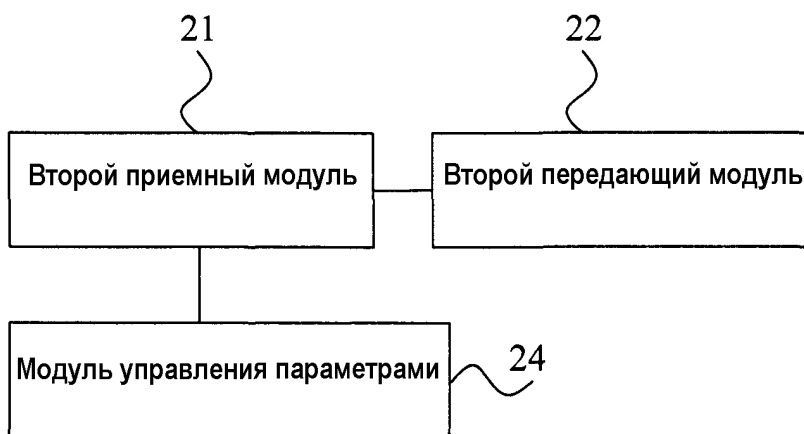 21
22
Второй приемный модуль
Второй передающий модуль
Модуль управления параметрами
24